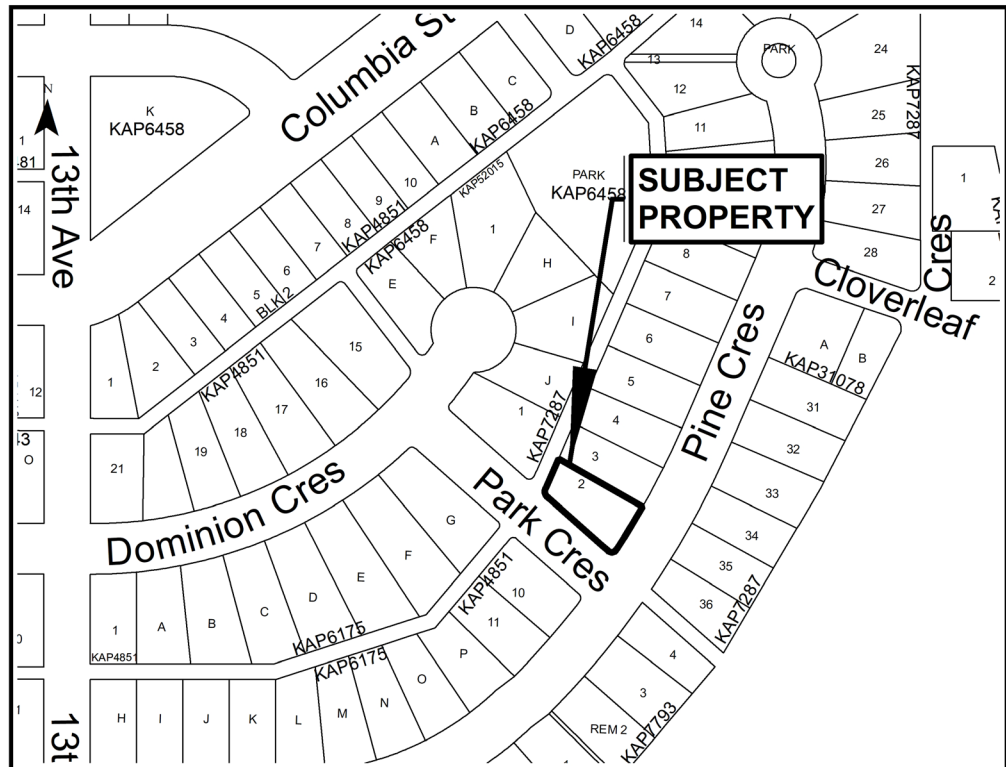 Columbia St
D
KAP6458
14
PARK
24
13
12
11
KAP7287
25
26
27
28
N
K
KAP6458
C
B
A
KAP6458
10
9
8
7
6
5
4
3
2
1
KAP4851
BLK 2
KAP52015
PARK
KAP6458
SUBJECT
PROPERTY
1
14
13th Ave
12
O
KAP6458
F
E
1
H
I
J
1
KAP7287
8
7
6
5
4
3
2
Pine Cres
Cloverleaf
Cres
1
2
A
B
KAP31078
31
32
33
34
35
36
KAP7287
KAP4851
15
16
17
18
19
21
Dominion Cres
Park Cres
G
F
E
D
C
B
A
1
KAP4851
KAP6175
KAP6175
KAP4851
10
11
P
O
N
M
L
K
J
I
H
4
3
REM 2
KAP7793